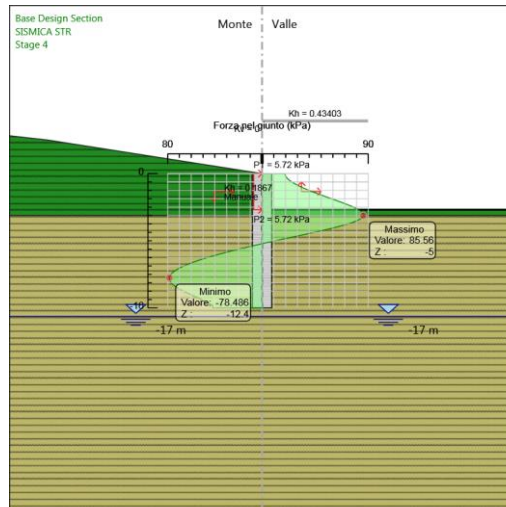 Base Design Section
SISMICA STR
Stage 4
Monte Valle
Kh = 0.43403
Forza nel giunto (kPa)
80 90
0
P1 = 5.72 kPa
Kh = 0.1867
Manuale
P2 = 5.72 kPa
Massimo
Valore: 85.56
Z : -5
Minimo
Valore: -78.486
Z : -12.4
-10
-17 m -17 m